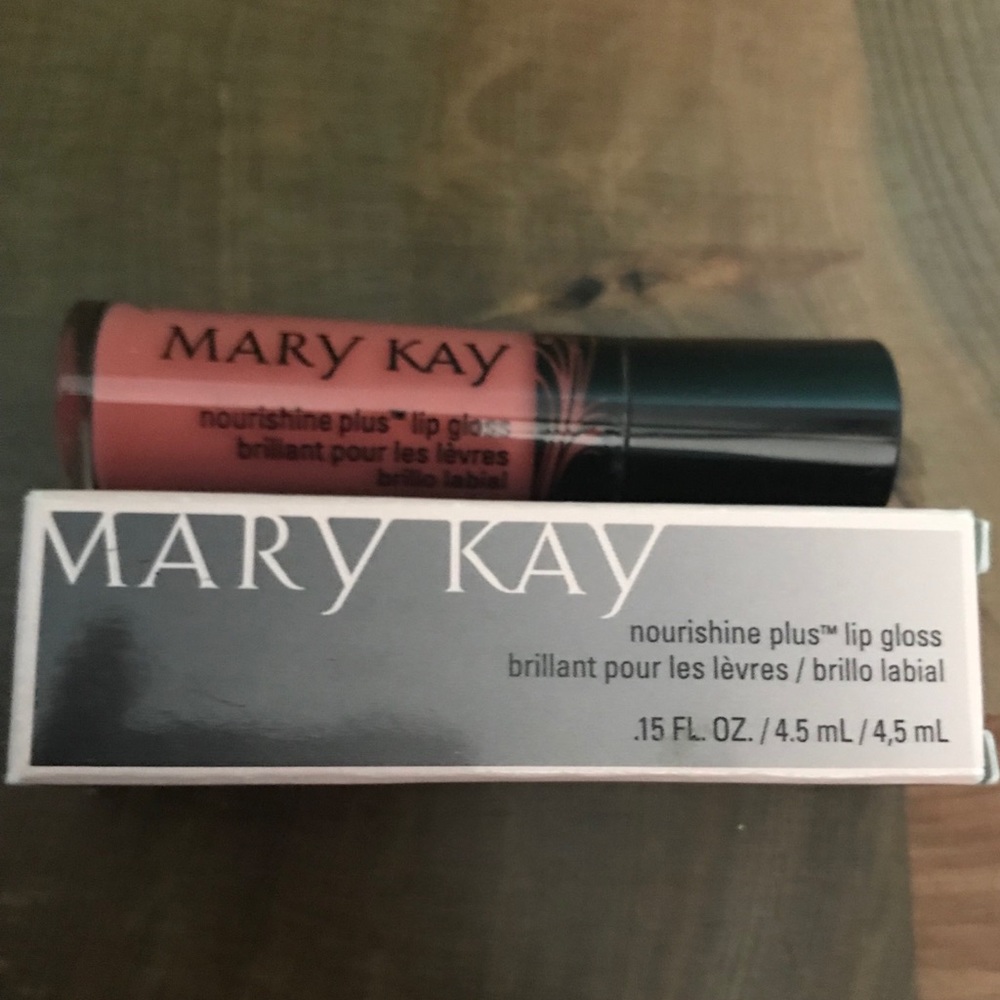 MARY KAY
nourishine plus™ lip gloss
brillant pour les lèvres
brillo labial
MARY KAY
nourishine plus™ lip gloss
brillant pour les lèvres / brillo labial
.15 FL. OZ. / 4.5 mL / 4,5 mL